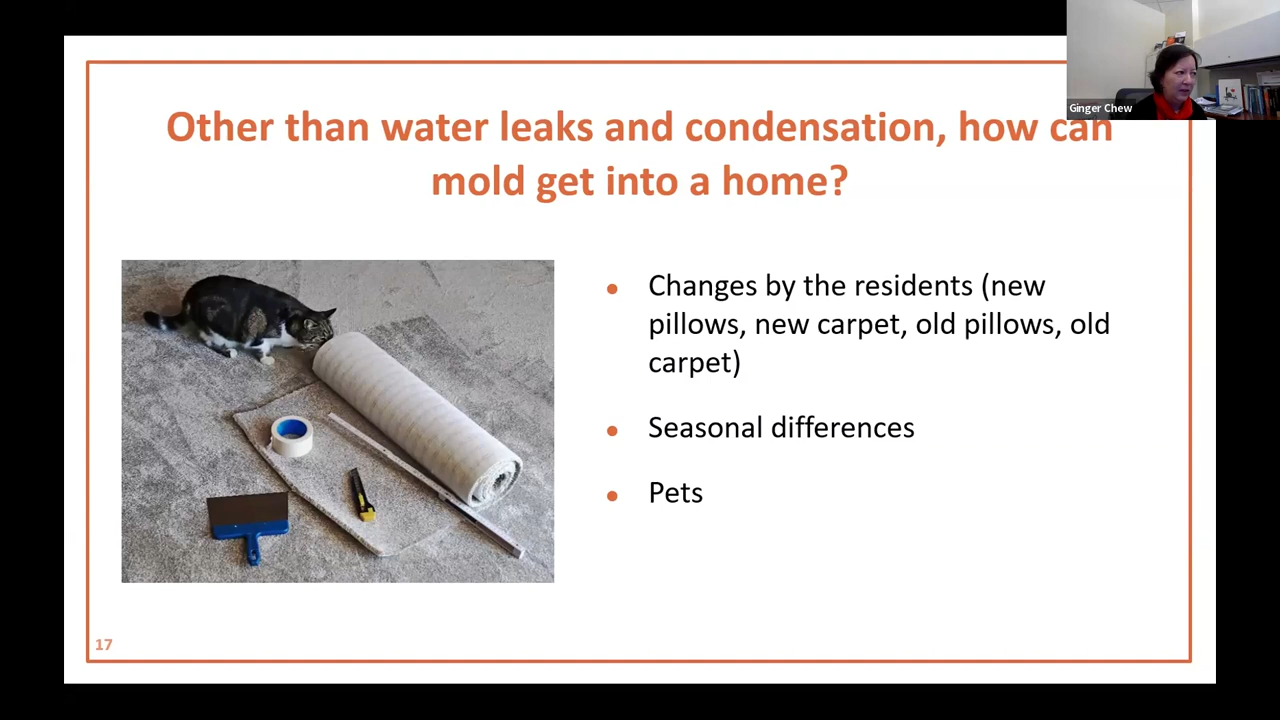 Ginger Chew
Other than water leaks and condensation, how can
mold get into a home?
• Changes by the residents (new
pillows, new carpet, old pillows, old
carpet)
• Seasonal differences
• Pets
17